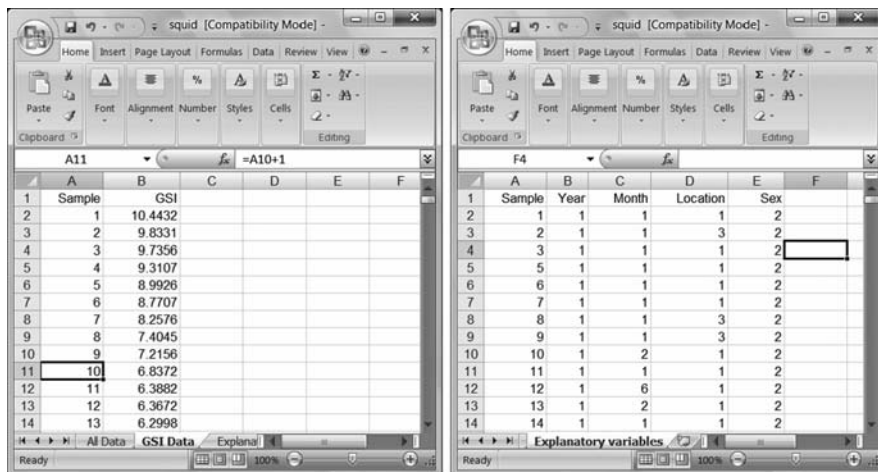 squid [Compatibility Mode] -
Home Insert Page Layout Formulas Data Review View
Paste Font Alignment Number Styles Cells
Clipboard Editing
A11 fx =A10+1
A B C D E F
1 Sample GSI
2 1 10.4432
3 2 9.8331
4 3 9.7356
5 4 9.3107
6 5 8.9926
7 6 8.7707
8 7 8.2576
9 8 7.4045
10 9 7.2156
11 10 6.8372
12 11 6.3882
13 12 6.3672
14 13 6.2998
All Data GSI Data Explana
Ready 100%
squid [Compatibility Mode] -
Home Insert Page Layout Formulas Data Review View
Paste Font Alignment Number Styles Cells
Clipboard Editing
F4 fx
A B C D E F
1 Sample Year Month Location Sex
2 1 1 1 1 2
3 2 1 1 3 2
4 3 1 1 1 2
5 5 1 1 1 2
6 6 1 1 1 2
7 7 1 1 1 2
8 8 1 1 3 2
9 9 1 1 3 2
10 10 1 2 1 2
11 11 1 1 1 2
12 12 1 6 1 2
13 13 1 2 1 2
14 14 1 1 1 2
Explanatory variables
Ready 100%